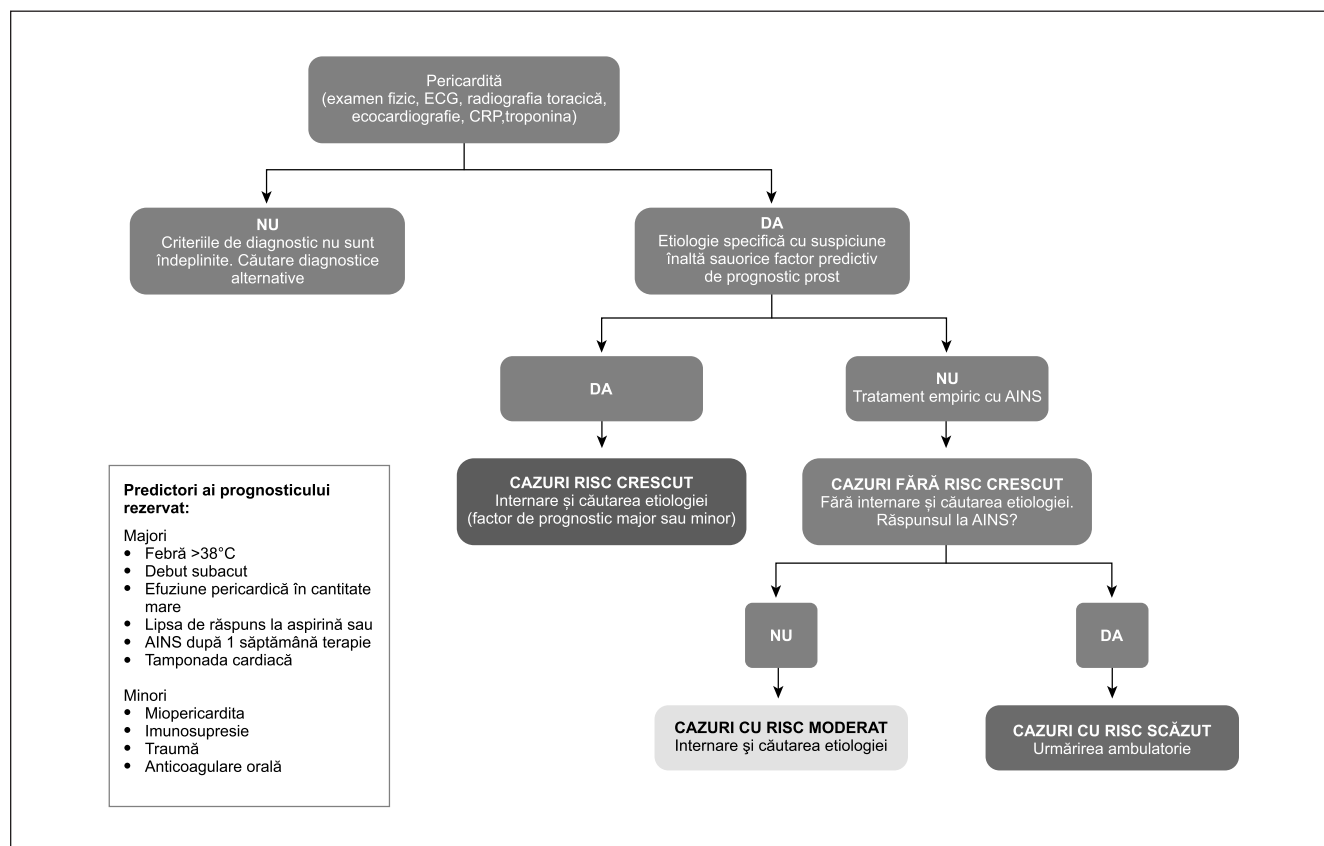 Pericardită
(examen fizic, ECG, radiografia toracică,
ecocardiografie, CRP,troponina)
NU
Criteriile de diagnostic nu sunt
îndeplinite. Căutare diagnostice
alternative
DA
Etiologie specifică cu suspiciune
înaltă sauorice factor predictiv
de prognostic prost
DA
NU
Tratament empiric cu AINS
CAZURI RISC CRESCUT
Internare și căutarea etiologiei
(factor de prognostic major sau minor)
CAZURI FĂRĂ RISC CRESCUT
Fără internare și căutarea etiologiei.
Răspunsul la AINS?
Predictori ai prognosticului
rezervat:
Majori
• Febră >38°C
• Debut subacut
• Efuziune pericardică în cantitate
mare
• Lipsa de răspuns la aspirină sau
• AINS după 1 săptămână terapie
• Tamponada cardiacă
Minori
• Miopericardita
• Imunosupresie
• Traumă
• Anticoagulare orală
NU
DA
CAZURI CU RISC MODERAT
Internare şi căutarea etiologiei
CAZURI CU RISC SCĂZUT
Urmărirea ambulatorie